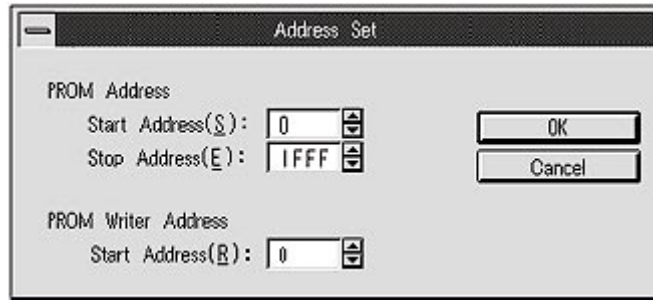 Address Set
PROM Address
Start Address(S): 0
Stop Address(E): 1FFF
OK
Cancel
PROM Writer Address
Start Address(R): 0